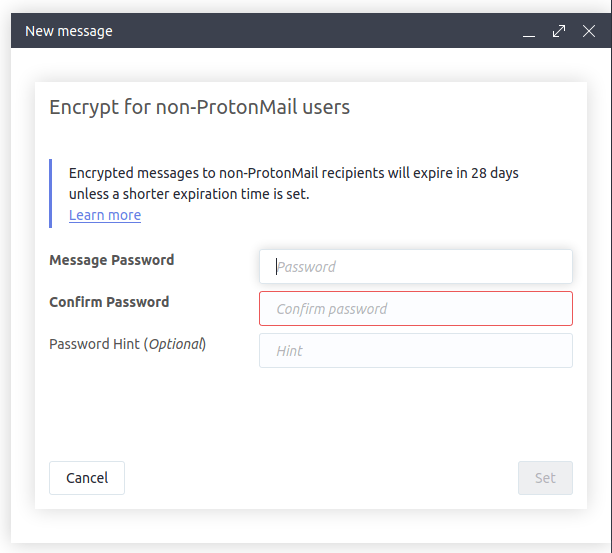 New message
Encrypt for non-ProtonMail users
Encrypted messages to non-ProtonMail recipients will expire in 28 days
unless a shorter expiration time is set.
Learn more
Message Password
Password
Confirm Password
Confirm password
Password Hint (Optional)
Hint
Cancel
Set